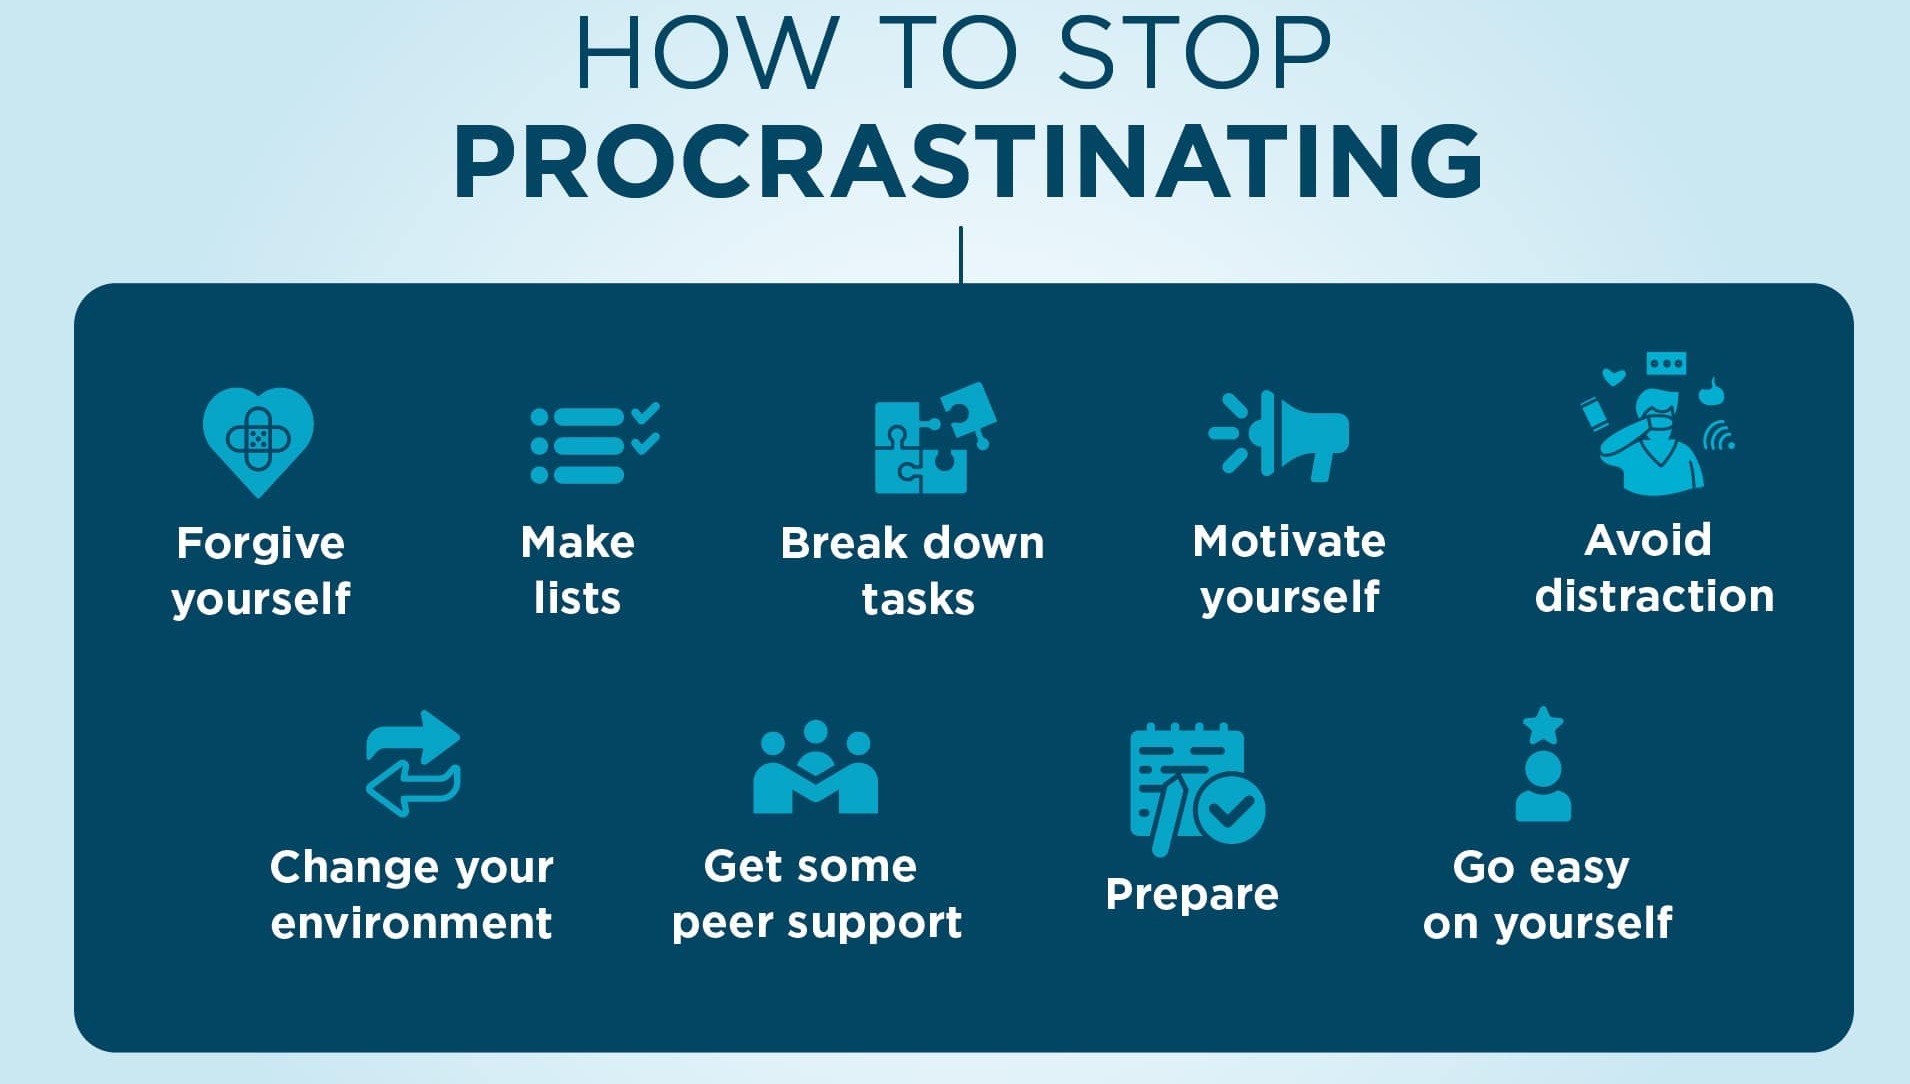 HOW TO STOP
PROCRASTINATING
Forgive
yourself
Make
lists
Break down
tasks
Motivate
yourself
Avoid
distraction
Change your
environment
Get some
peer support
Prepare
Go easy
on yourself